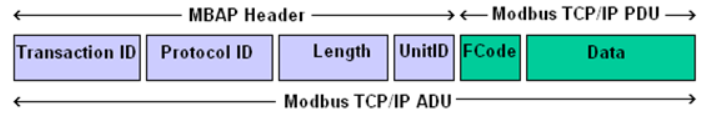 MBAP Header Modbus TCP/IP PDU
Transaction ID Protocol ID Length UnitID FCode Data
Modbus TCP/IP ADU